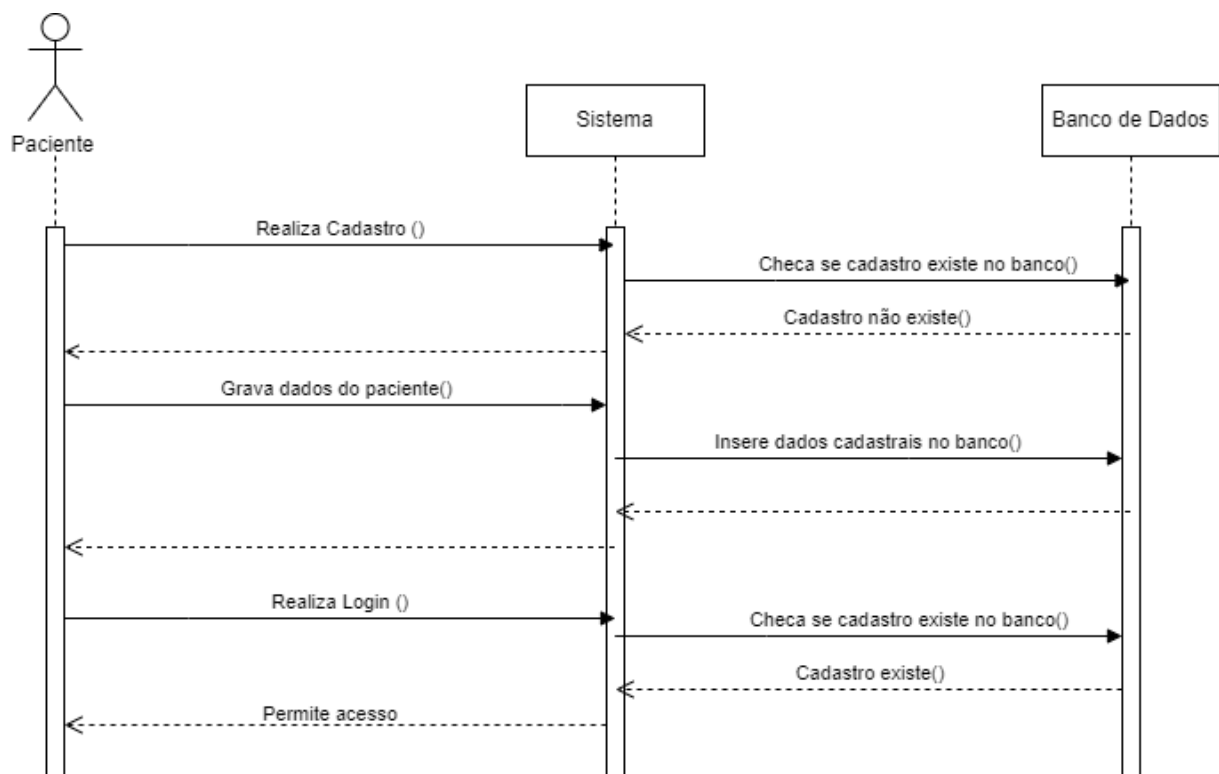 Paciente
Sistema
Banco de Dados
Realiza Cadastro ()
Checa se cadastro existe no banco()
Cadastro não existe()
Grava dados do paciente()
Insere dados cadastrais no banco()
Realiza Login ()
Checa se cadastro existe no banco()
Cadastro existe()
Permite acesso